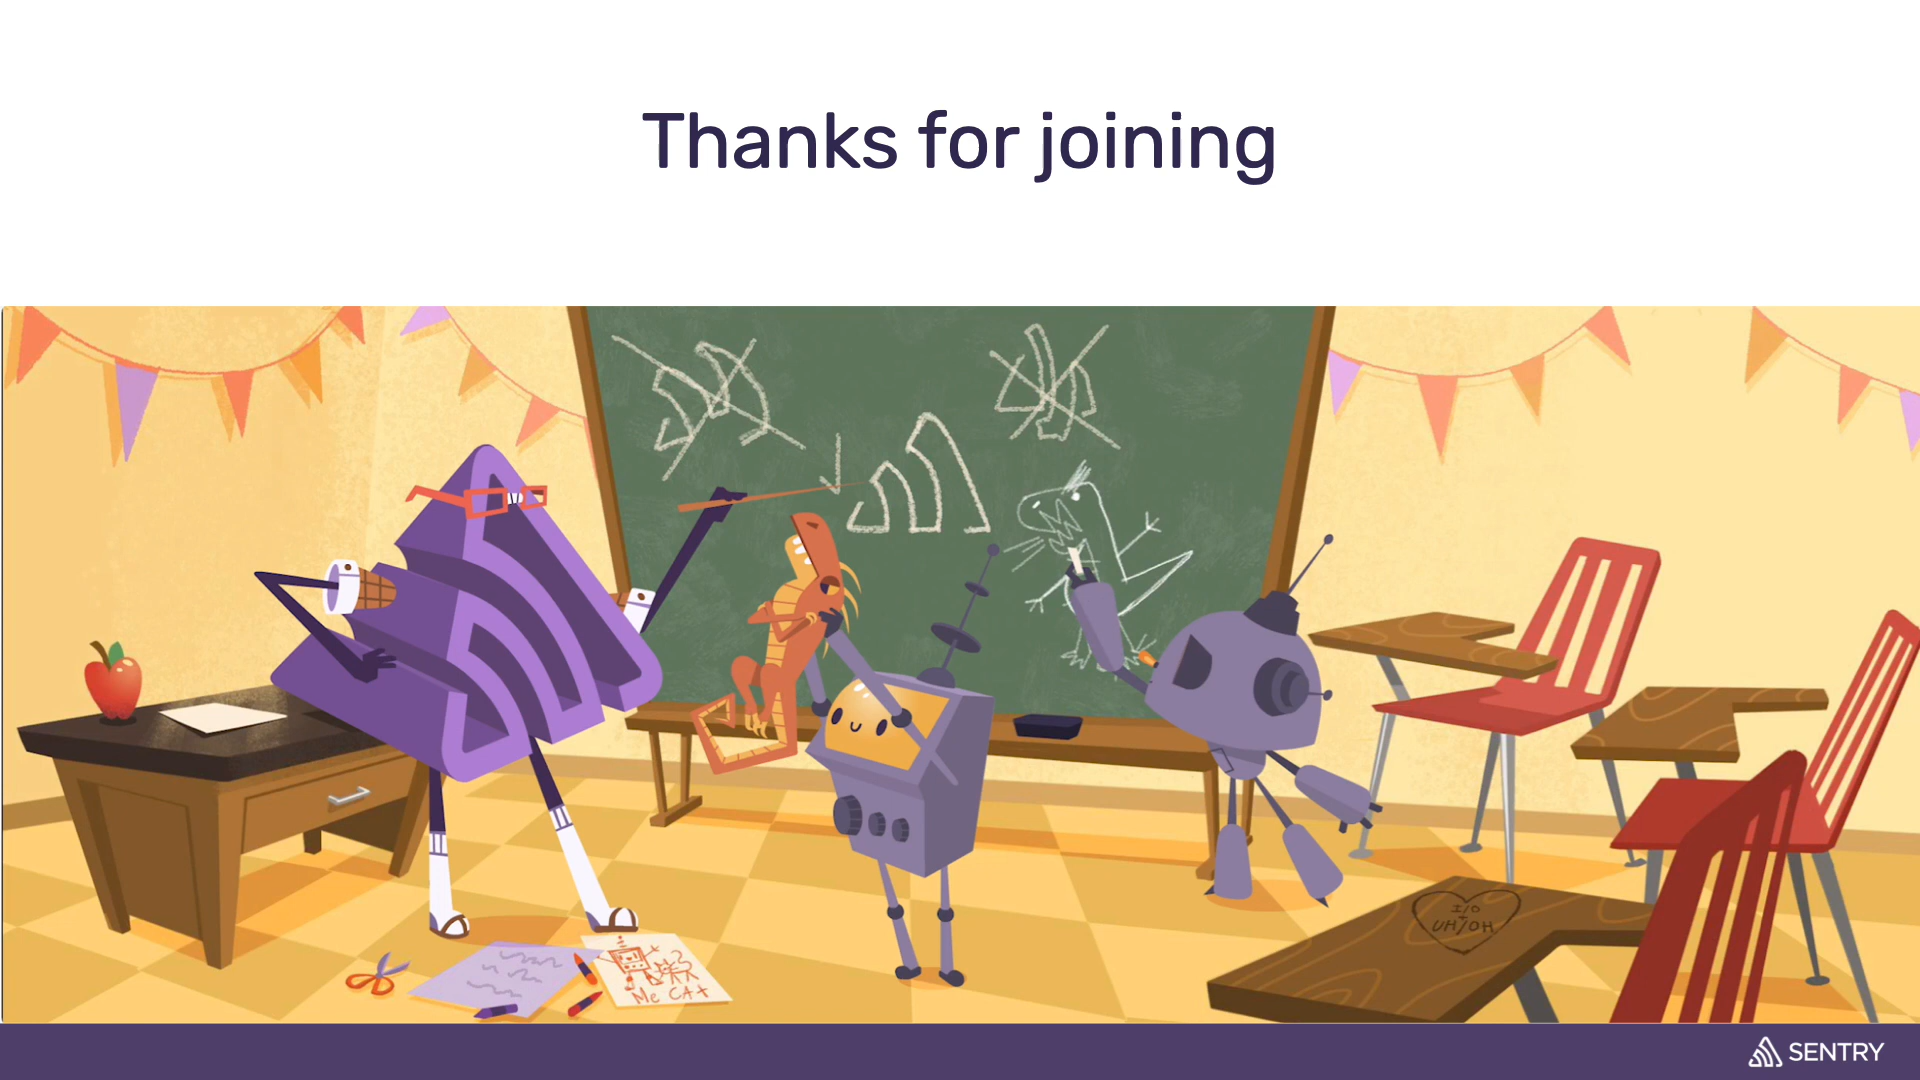 Thanks for joining
I/O
+
UH/OH
Me CAt
SENTRY